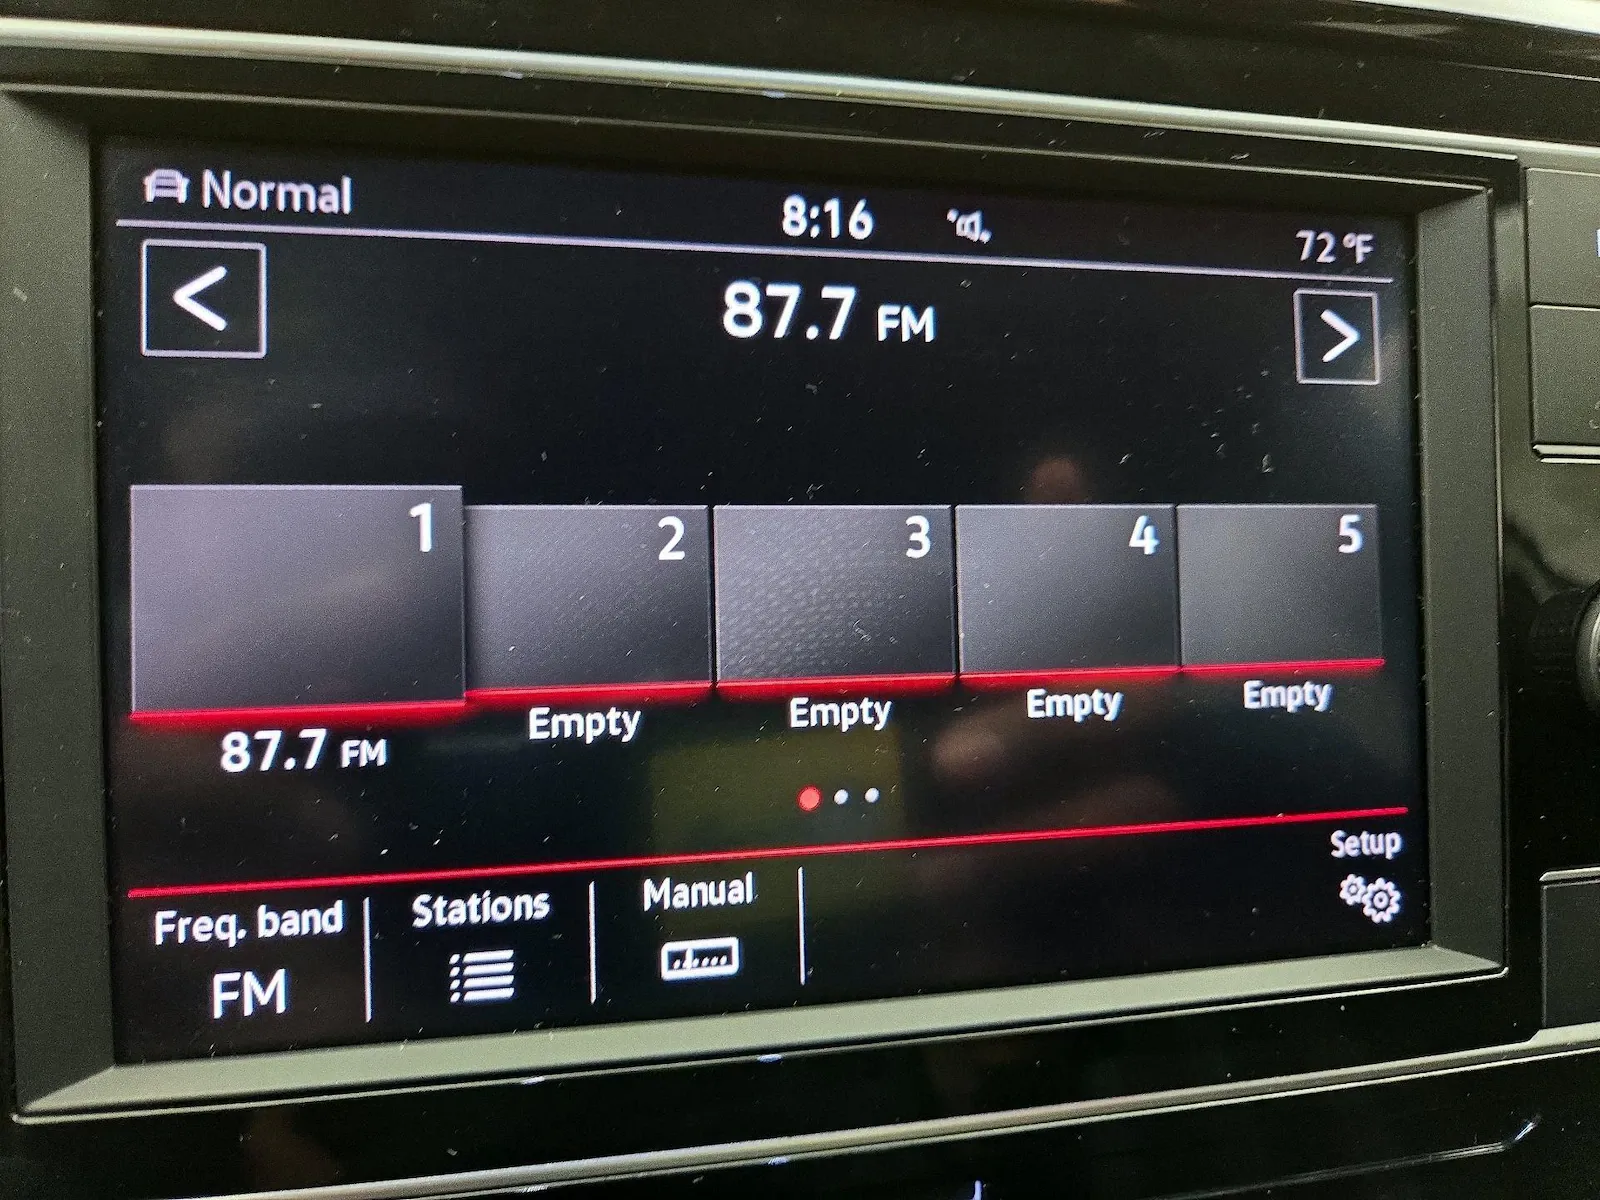 Normal
8:16
72 °F
87.7 FM
1
2
3
4
5
87.7 FM
Empty
Empty
Empty
Empty
Setup
Freq. band
FM
Stations
Manual